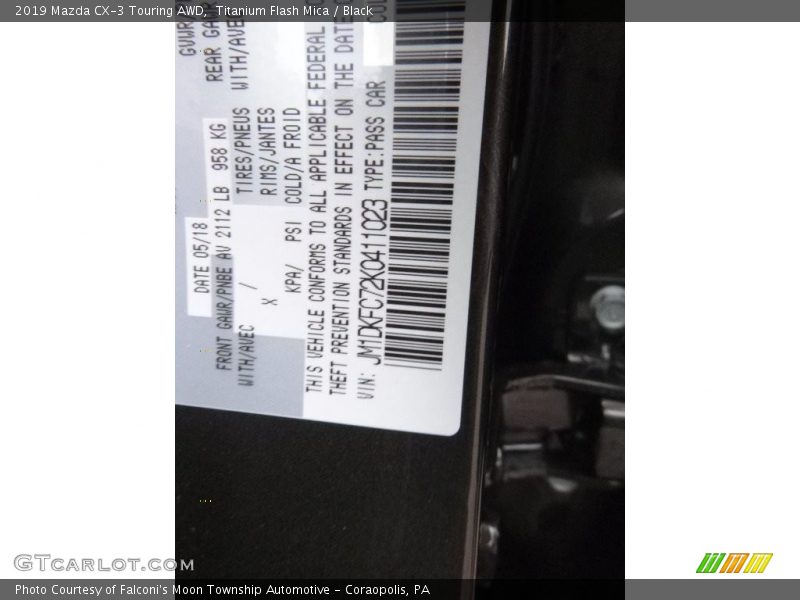 2019 Mazda CX-3 Touring AWD, Titanium Flash Mica / Black
GVWR/
DATE 05/18 REAR GAWR
FRONT GAWR/PNBE AV 2112 LB 958 KG WITH/AVE
WITH/AVEC TIRES/PNEUS
X / RIMS/JANTES
KPA/ PSI COLD/A FROID
THIS VEHICLE CONFORMS TO ALL APPLICABLE FEDERAL
THEFT PREVENTION STANDARDS IN EFFECT ON THE DATE
VIN: JM1DKFC72K0411023 TYPE:PASS CAR
GTCARLOT.COM
Photo Courtesy of Falconi's Moon Township Automotive - Coraopolis, PA